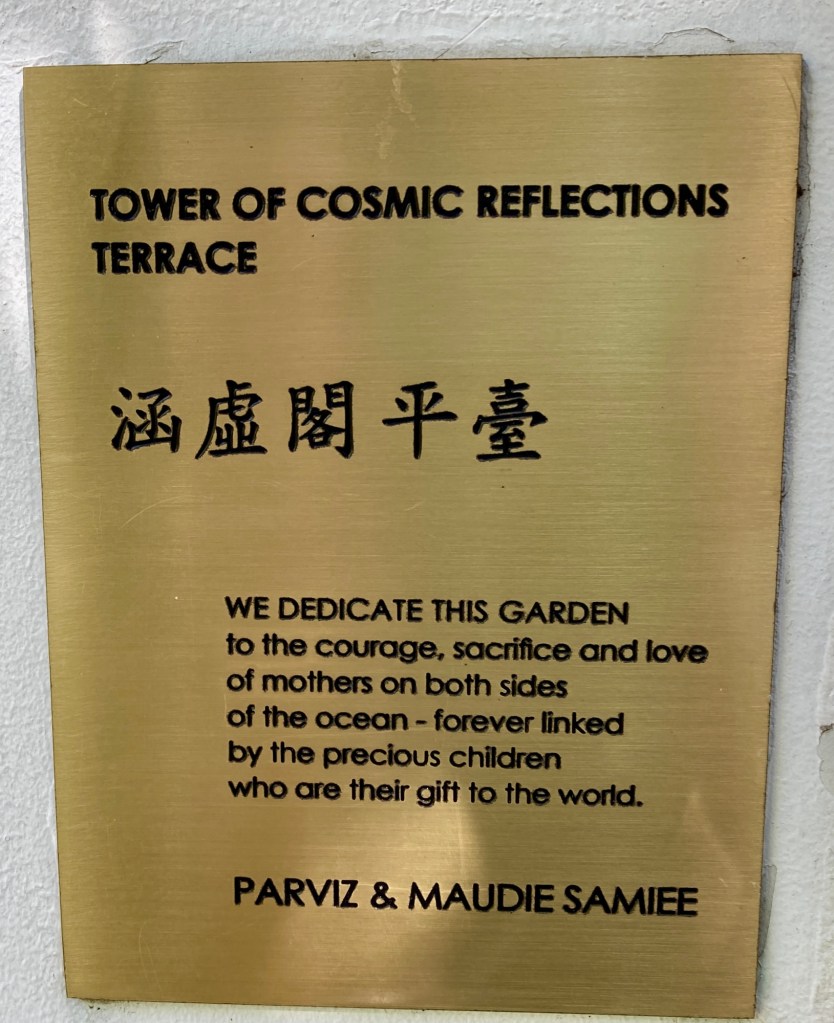 TOWER OF COSMIC REFLECTIONS
TERRACE
涵虛閣平臺
WE DEDICATE THIS GARDEN
to the courage, sacrifice and love
of mothers on both sides
of the ocean - forever linked
by the precious children
who are their gift to the world.
PARVIZ & MAUDIE SAMIEE